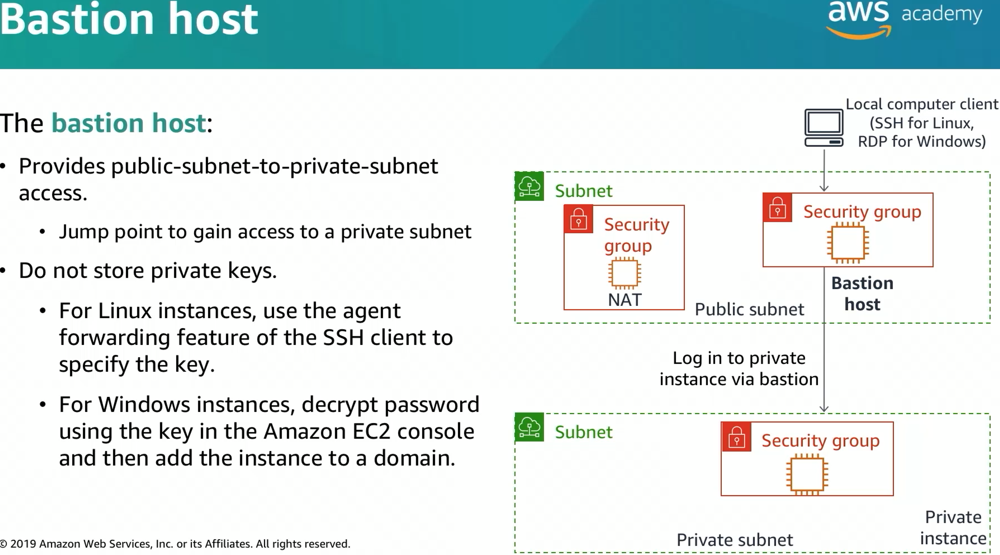 Bastion host
aws academy
The bastion host:
• Provides public-subnet-to-private-subnet
access.
• Jump point to gain access to a private subnet
• Do not store private keys.
• For Linux instances, use the agent
forwarding feature of the SSH client to
specify the key.
• For Windows instances, decrypt password
using the key in the Amazon EC2 console
and then add the instance to a domain.
Local computer client
(SSH for Linux,
RDP for Windows)
Subnet
Security
group
NAT
Security group
Bastion
host
Public subnet
Log in to private
instance via bastion
Subnet
Security group
Private
instance
Private subnet
© 2019 Amazon Web Services, Inc. or its Affiliates. All rights reserved.